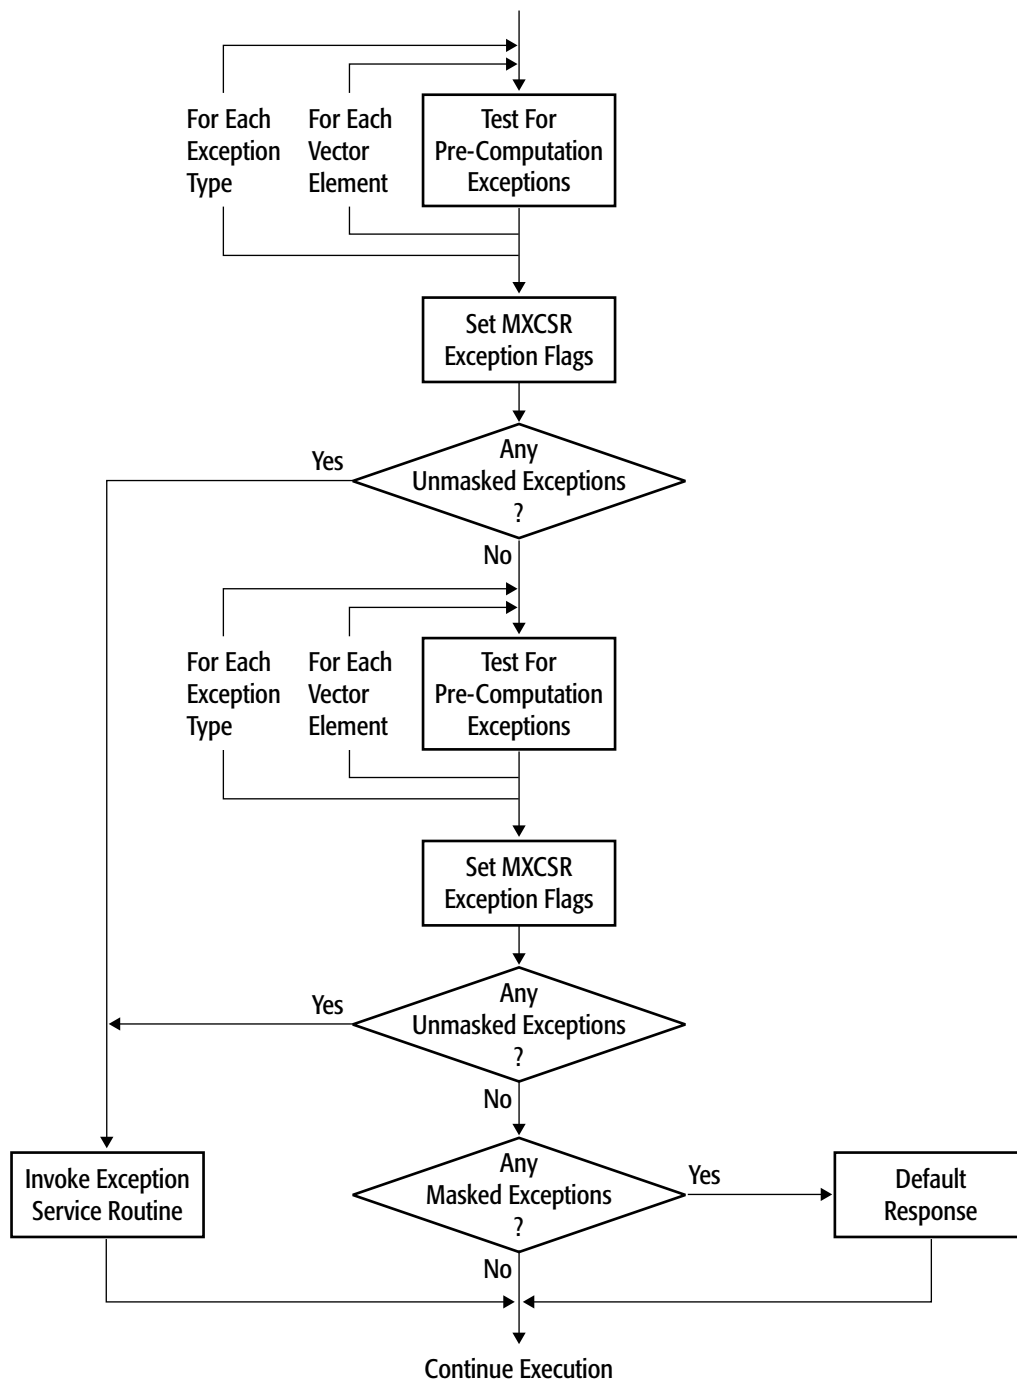 For Each
Exception
Type
For Each
Vector
Element
Test For
Pre-Computation
Exceptions
Set MXCSR
Exception Flags
Any
Unmasked Exceptions
?
Yes
No
For Each
Exception
Type
For Each
Vector
Element
Test For
Pre-Computation
Exceptions
Set MXCSR
Exception Flags
Any
Unmasked Exceptions
?
Yes
No
Invoke Exception
Service Routine
Any
Masked Exceptions
?
Yes
Default
Response
No
Continue Execution